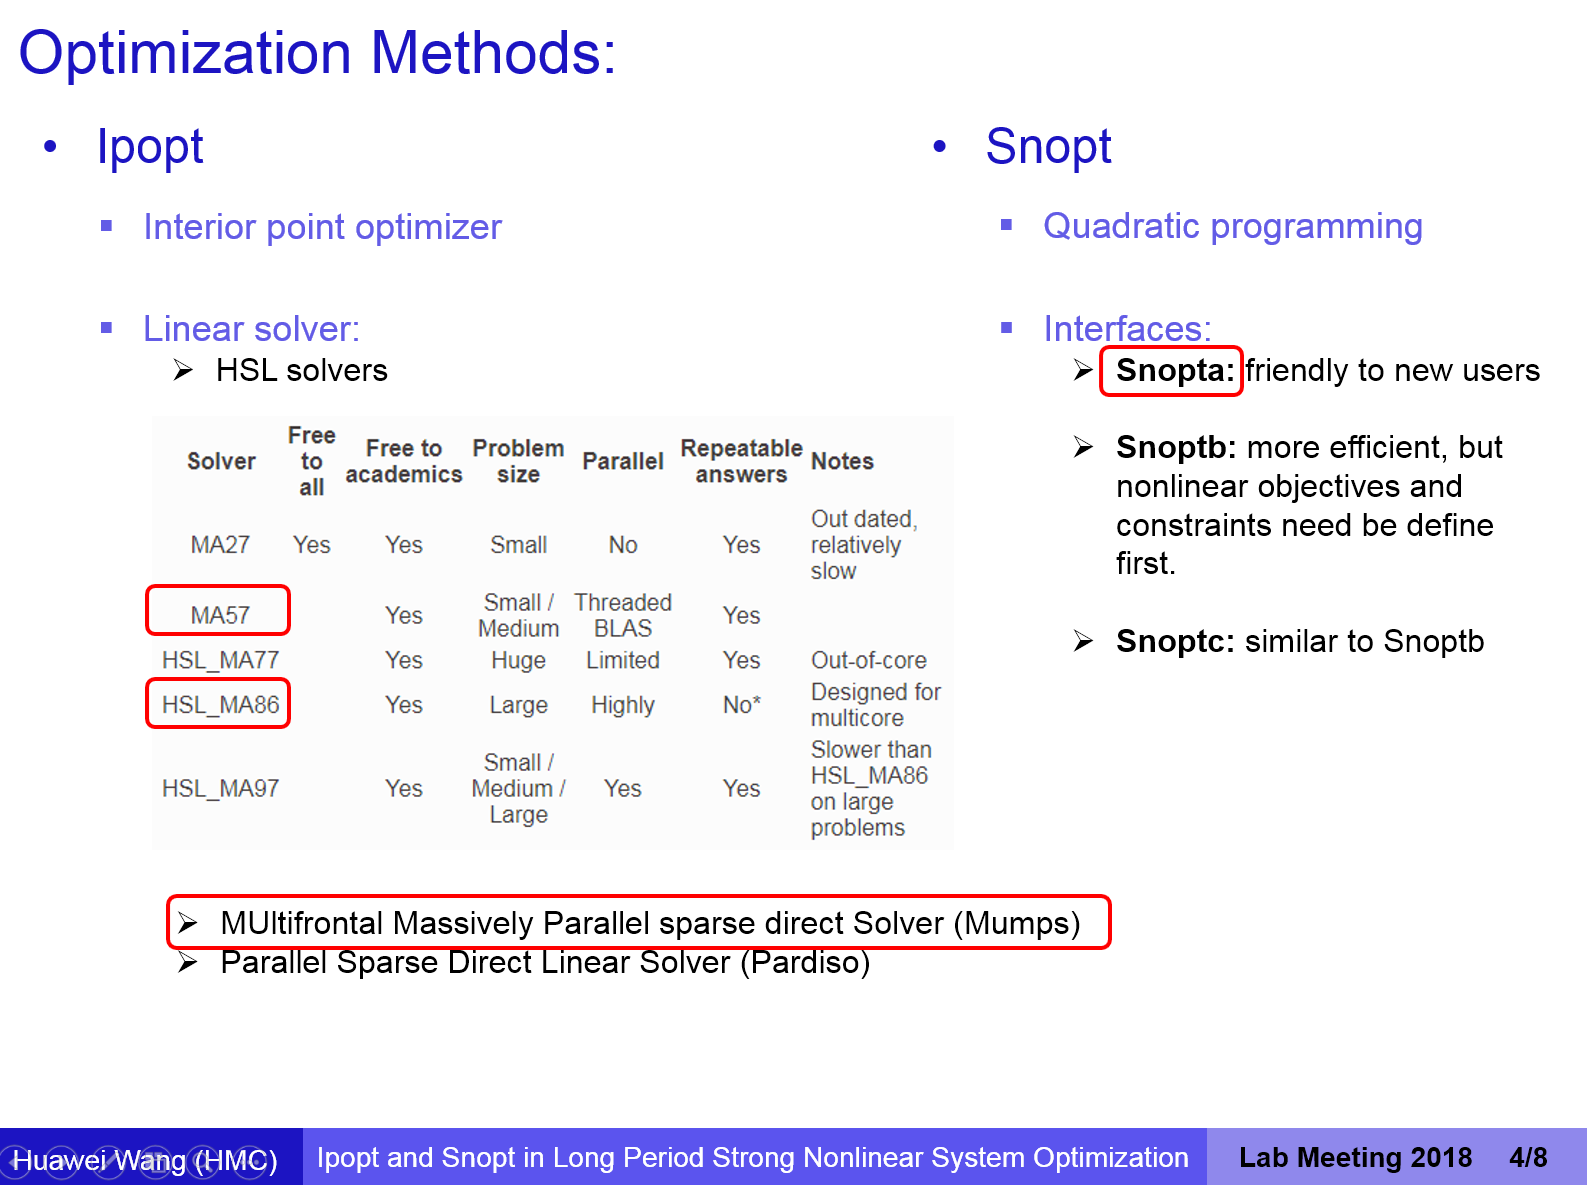 Optimization Methods:
• Ipopt
▪ Interior point optimizer
▪ Linear solver:
➢ HSL solvers
Solver Free to all Free to academics Problem size Parallel Repeatable answers Notes
MA27 Yes Yes Small No Yes Out dated, relatively slow
MA57 Yes Small / Medium Threaded BLAS Yes
HSL_MA77 Yes Huge Limited Yes Out-of-core
HSL_MA86 Yes Large Highly No* Designed for multicore
HSL_MA97 Yes Small / Medium / Large Yes Yes Slower than HSL_MA86 on large problems
➢ MUltifrontal Massively Parallel sparse direct Solver (Mumps)
➢ Parallel Sparse Direct Linear Solver (Pardiso)
• Snopt
▪ Quadratic programming
▪ Interfaces:
➢ Snopta: friendly to new users
➢ Snoptb: more efficient, but
nonlinear objectives and
constraints need be define
first.
➢ Snoptc: similar to Snoptb
Huawei Wang (HMC)
Ipopt and Snopt in Long Period Strong Nonlinear System Optimization
Lab Meeting 2018 4/8